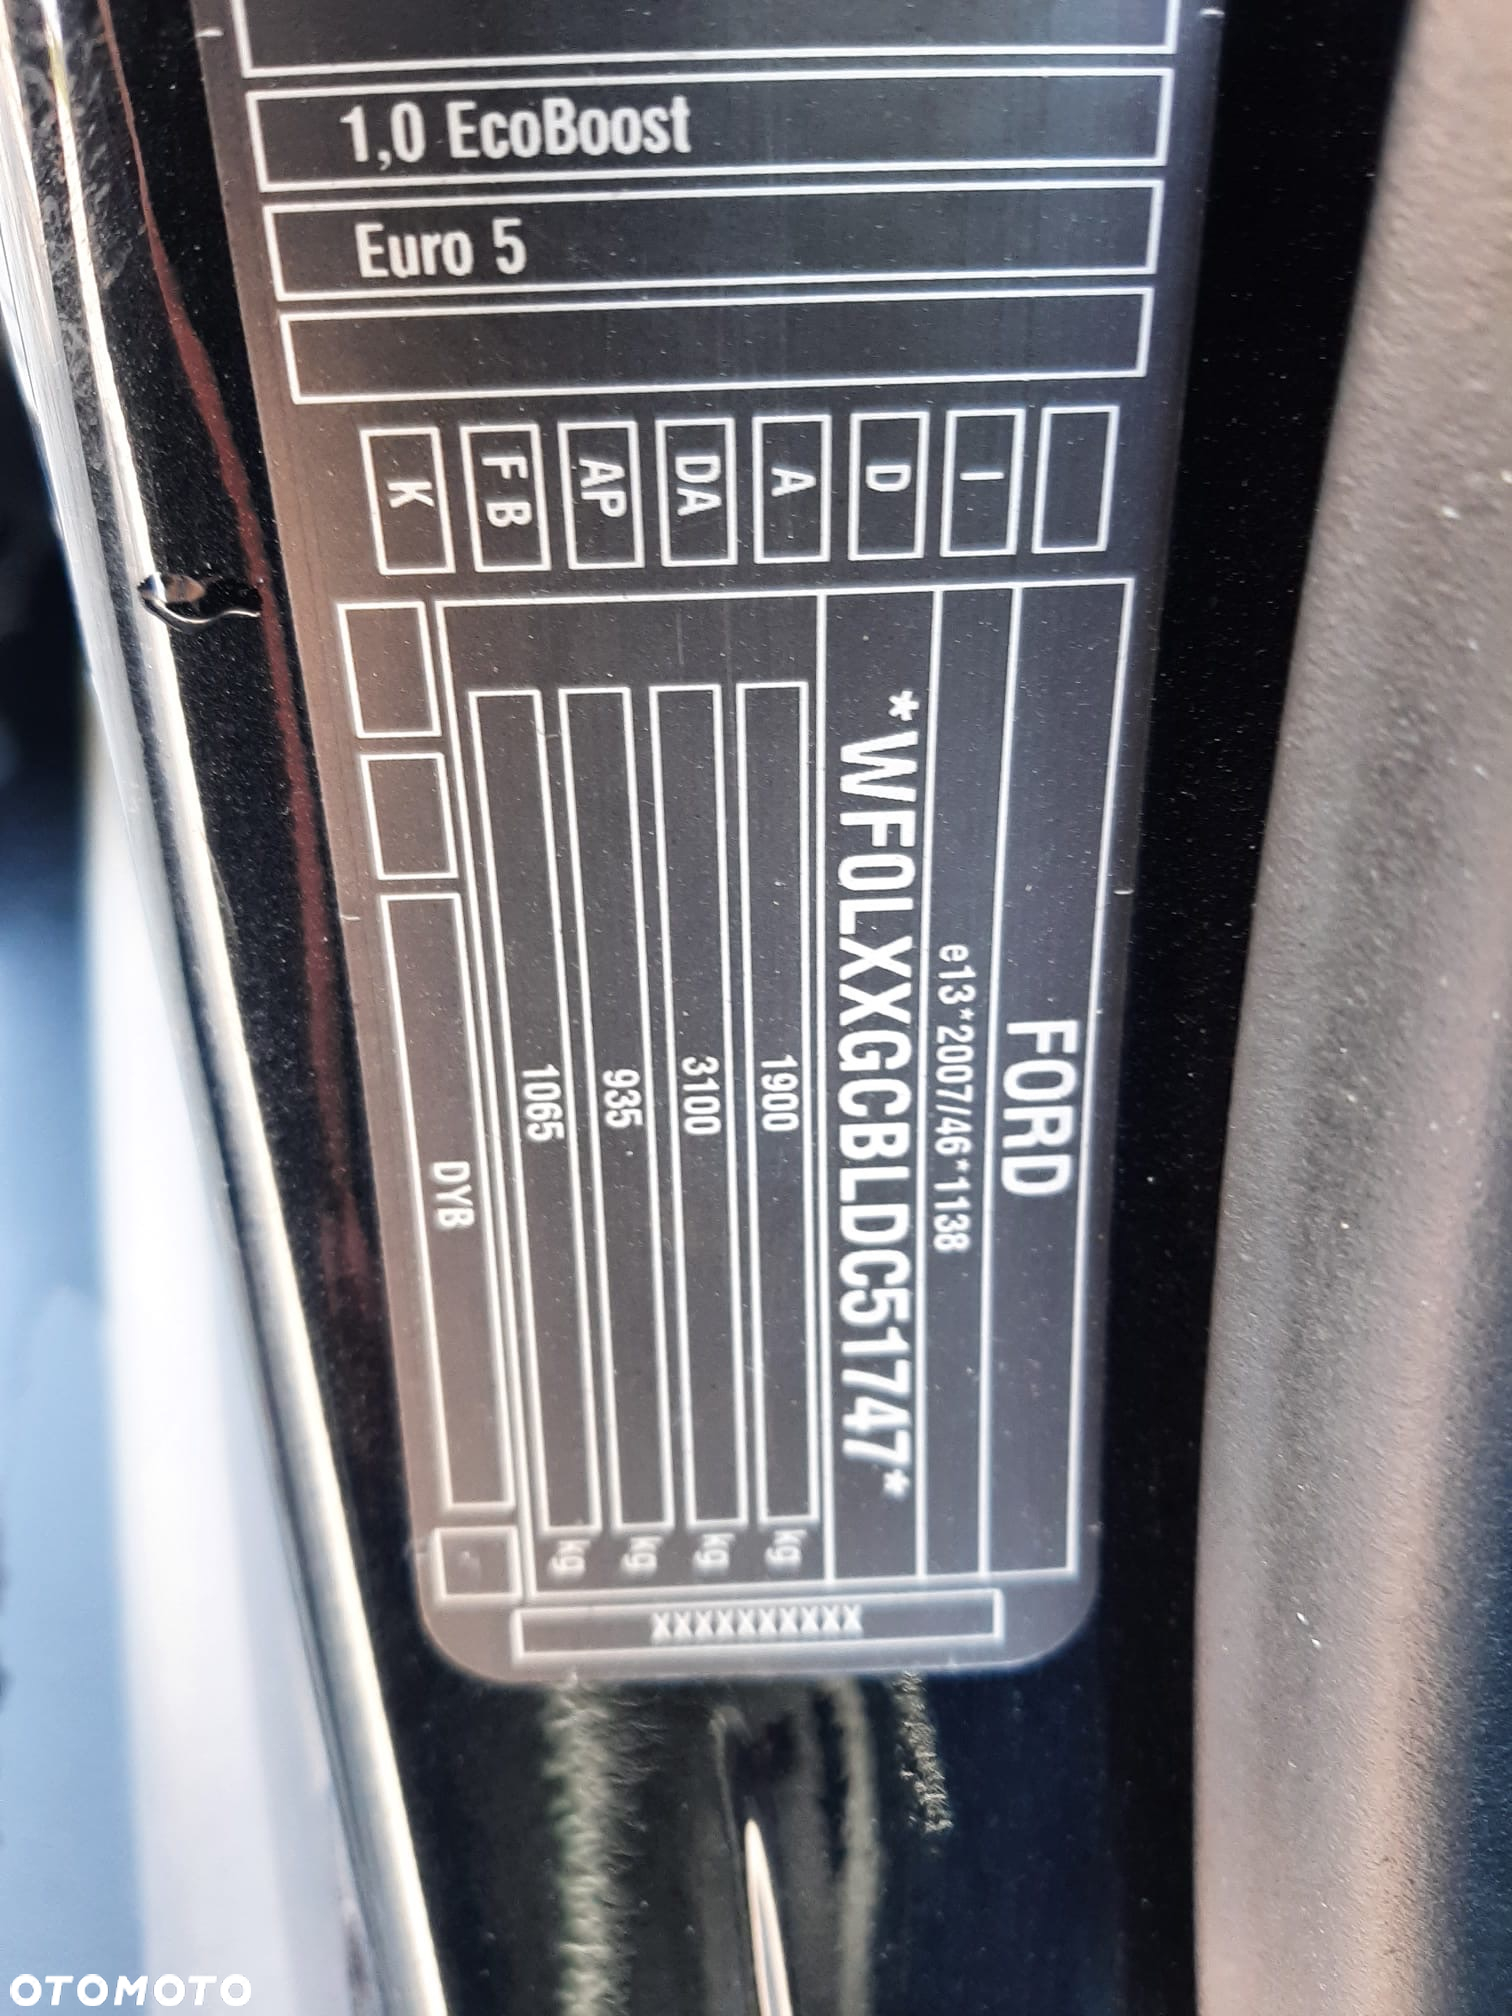 1,0 EcoBoost
Euro 5
K
F B
AP
DA
A
D
I
FORD
e13*2007/46*1138
*WF0LXXGCBLDC51747*
1900 kg
3100 kg
935 kg
1065 kg
DYB
XXXXXXXXXX
OTOMOTO